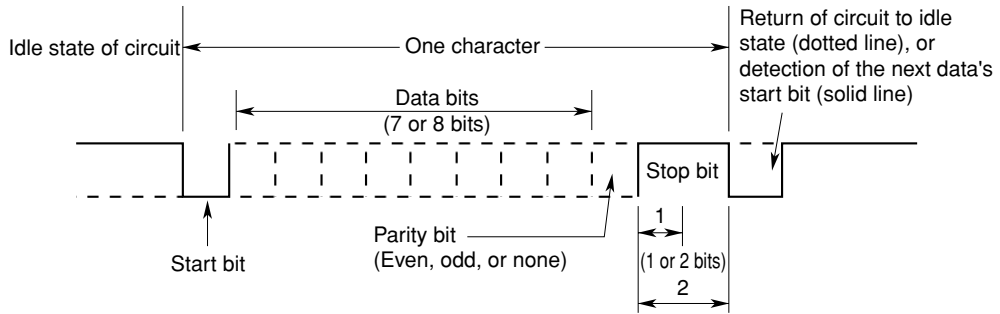 Idle state of circuit
One character
Return of circuit to idle
state (dotted line), or
detection of the next data's
start bit (solid line)
Data bits
(7 or 8 bits)
Stop bit
Start bit
Parity bit
(Even, odd, or none)
1
(1 or 2 bits)
2